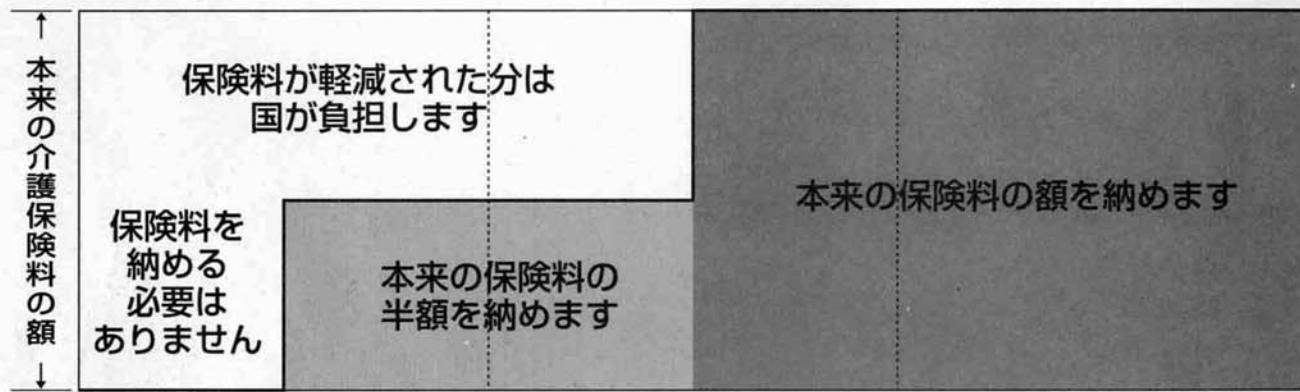 ↑本来の介護保険料の額↓
保険料が軽減された分は
国が負担します
保険料を
納める
必要は
ありません
本来の保険料の
半額を納めます
本来の保険料の額を納めます